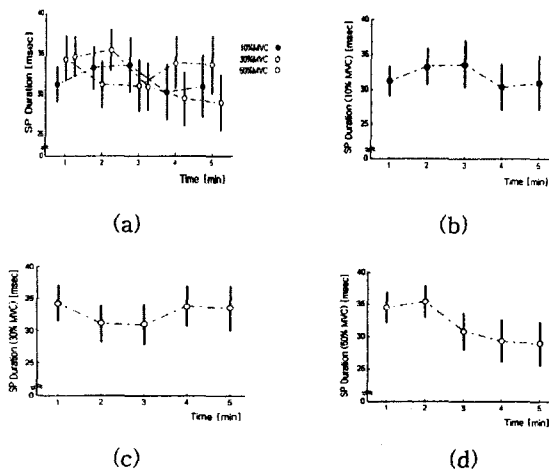 SP Duration [msec]
40
35
30
25
0
1 2 3 4 5
Time [min]
10%MVC
30%MVC
50%MVC
(a)
SP Duration (10% MVC) [msec]
40
35
30
25
0
1 2 3 4 5
Time [min]
(b)
SP Duration (30% MVC) [msec]
40
35
30
25
0
1 2 3 4 5
Time [min]
(c)
SP Duration (50% MVC) [msec]
40
35
30
25
0
1 2 3 4 5
Time [min]
(d)